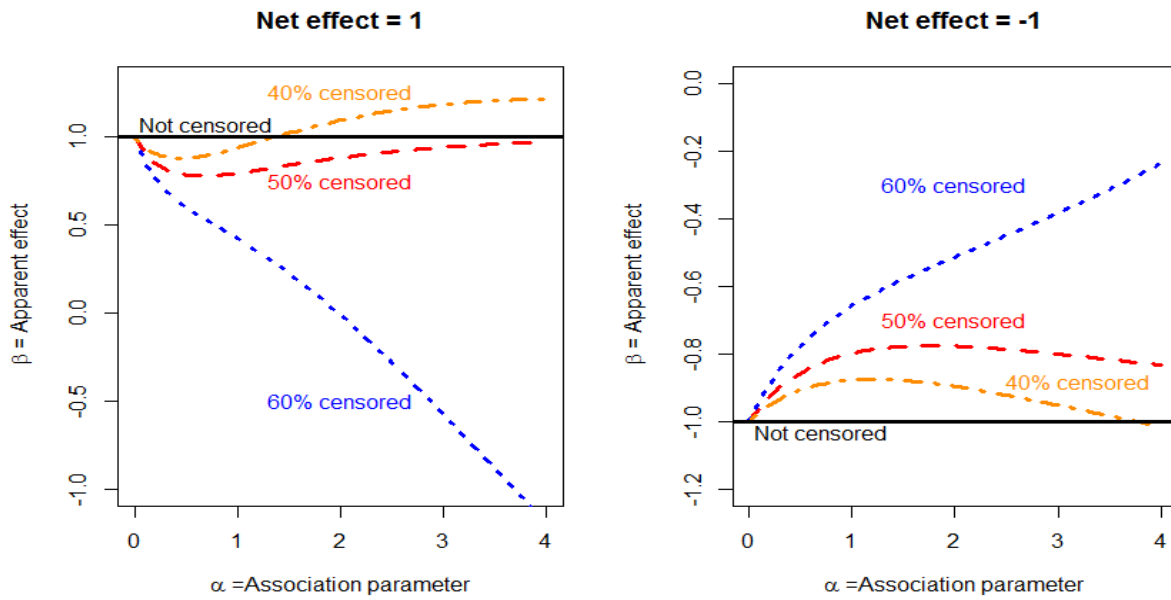 Net effect = 1
40% censored
Not censored
50% censored
60% censored
1.0
0.5
0.0
-0.5
-1.0
β = Apparent effect
0 1 2 3 4
α =Association parameter
Net effect = -1
60% censored
50% censored
40% censored
Not censored
0.0
-0.2
-0.4
-0.6
-0.8
-1.0
-1.2
β = Apparent effect
0 1 2 3 4
α =Association parameter